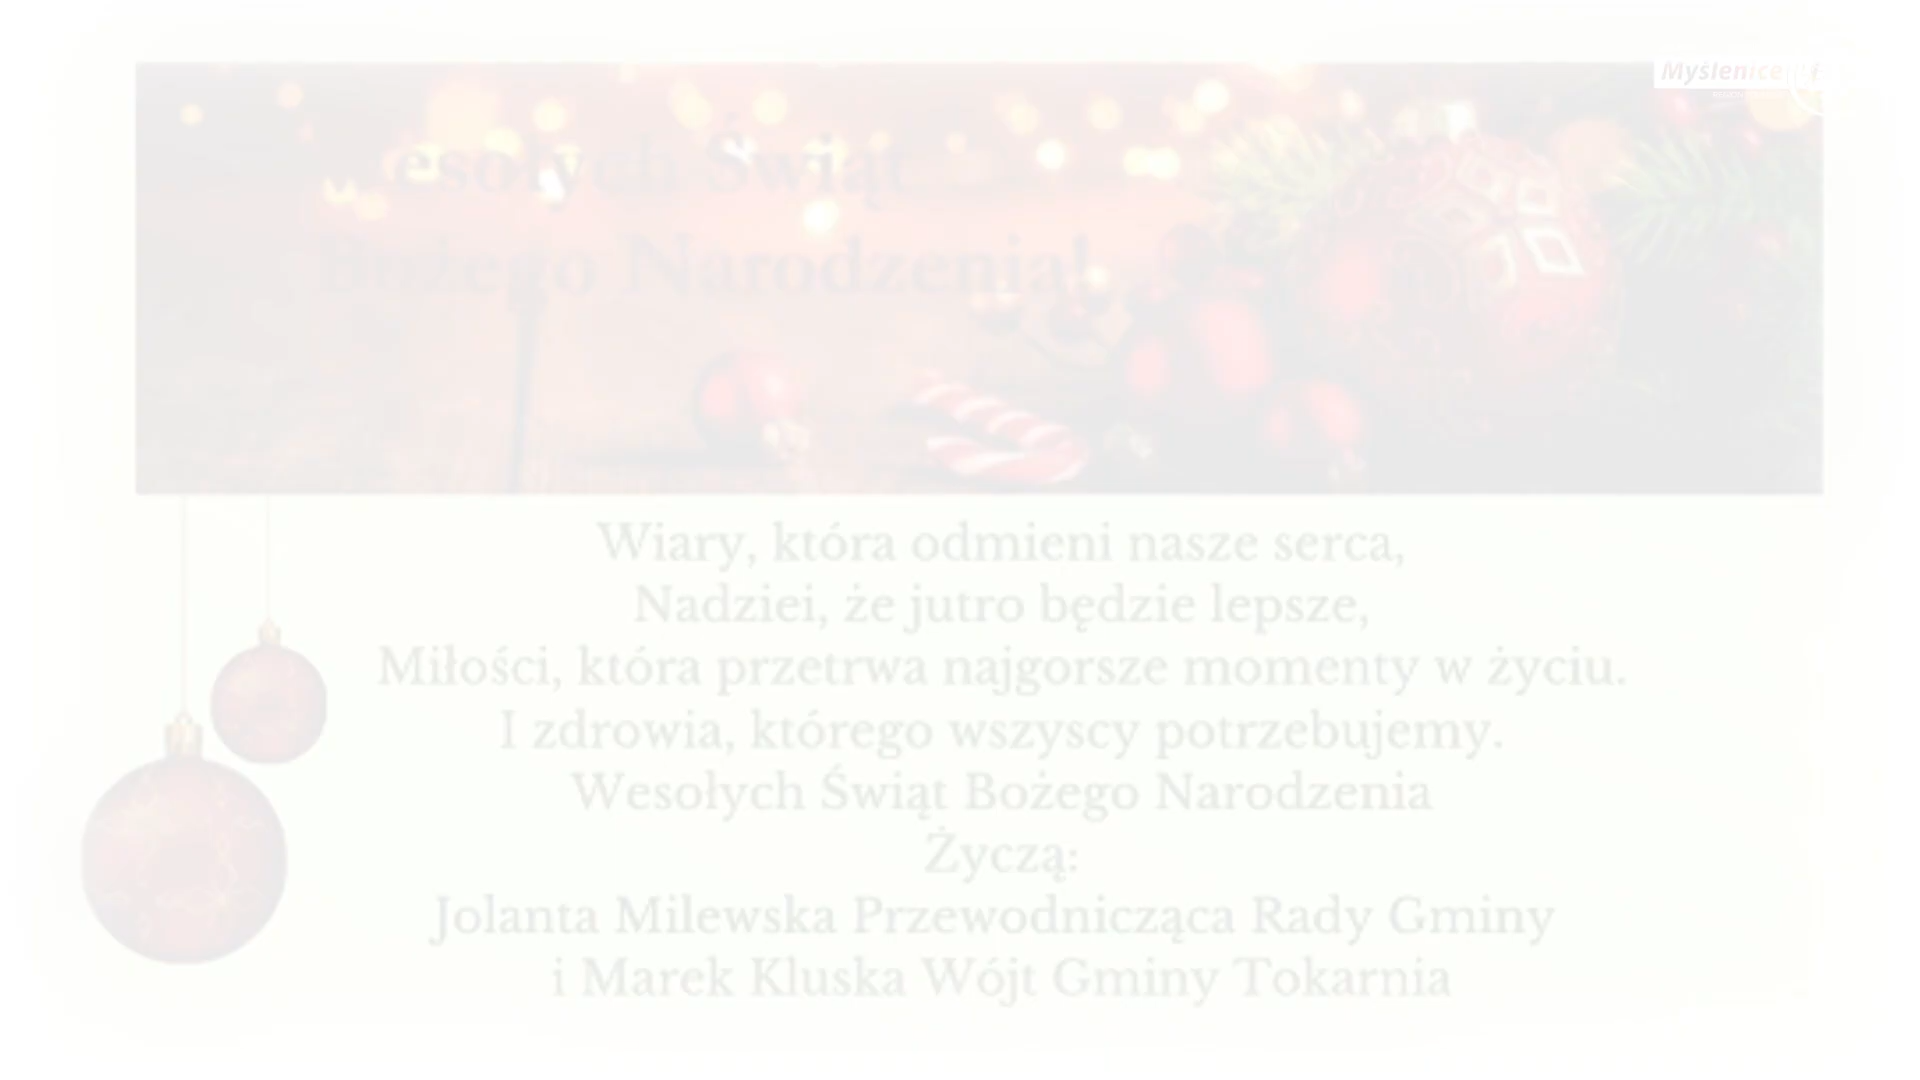 Myślenice
Wesołych Świąt
Bożego Narodzenia!
Wiary, która odmieni nasze serca,
Nadziei, że jutro będzie lepsze,
Miłości, która przetrwa najgorsze momenty w życiu.
I zdrowia, którego wszyscy potrzebujemy.
Wesołych Świąt Bożego Narodzenia
Życzą:
Jolanta Milewska Przewodnicząca Rady Gminy
i Marek Kluska Wójt Gminy Tokarnia